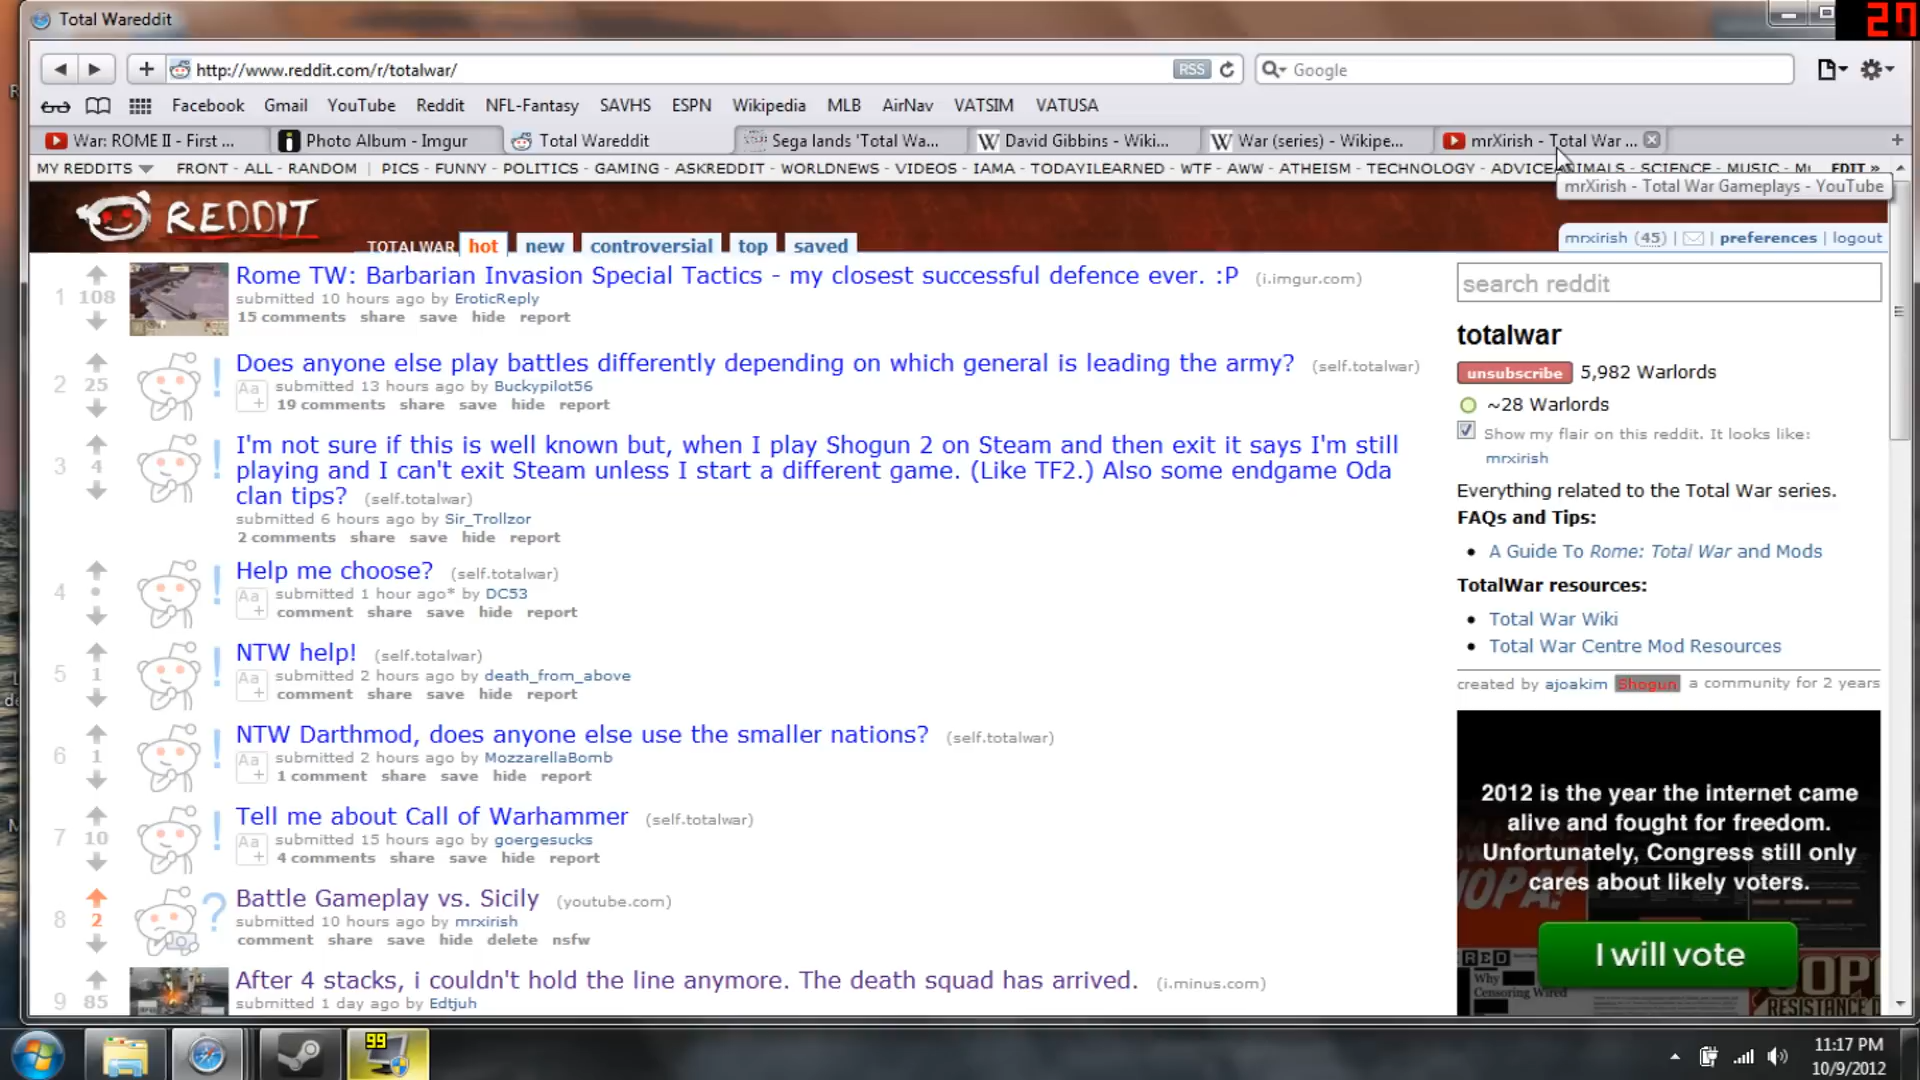 Total Wareddit
27
http://www.reddit.com/r/totalwar/
RSS
Google
Facebook Gmail YouTube Reddit NFL-Fantasy SAVHS ESPN Wikipedia MLB AirNav VATSIM VATUSA
War: ROME II - First ...
Photo Album - Imgur
Total Wareddit
Sega lands 'Total Wa...
David Gibbins - Wiki...
War (series) - Wikipe...
mrXirish - Total War ...
MY REDDITS FRONT - ALL - RANDOM | PICS - FUNNY - POLITICS - GAMING - ASKREDDIT - WORLDNEWS - VIDEOS - IAMA - TODAYILEARNED - WTF - AWW - ATHEISM - TECHNOLOGY - ADVICEANIMALS - SCIENCE - MUSIC - EDIT »
mrXirish - Total War Gameplays - YouTube
REDDIT
TOTALWAR hot new controversial top saved
mrxirish (45) | | preferences | logout
1
108
Rome TW: Barbarian Invasion Special Tactics - my closest successful defence ever. :P (i.imgur.com)
submitted 10 hours ago by EroticReply
15 comments share save hide report
2
25
Does anyone else play battles differently depending on which general is leading the army? (self.totalwar)
Aa +
submitted 13 hours ago by Buckypilot56
19 comments share save hide report
3
4
I'm not sure if this is well known but, when I play Shogun 2 on Steam and then exit it says I'm still
playing and I can't exit Steam unless I start a different game. (Like TF2.) Also some endgame Oda
clan tips? (self.totalwar)
submitted 6 hours ago by Sir_Trollzor
2 comments share save hide report
4
•
Help me choose? (self.totalwar)
Aa +
submitted 1 hour ago* by DC53
comment share save hide report
5
1
NTW help! (self.totalwar)
Aa +
submitted 2 hours ago by death_from_above
comment share save hide report
6
1
NTW Darthmod, does anyone else use the smaller nations? (self.totalwar)
Aa +
submitted 2 hours ago by MozzarellaBomb
1 comment share save hide report
7
10
Tell me about Call of Warhammer (self.totalwar)
Aa +
submitted 15 hours ago by goergesucks
4 comments share save hide report
8
2
Battle Gameplay vs. Sicily (youtube.com)
submitted 10 hours ago by mrxirish
comment share save hide delete nsfw
9
85
After 4 stacks, i couldn't hold the line anymore. The death squad has arrived. (i.minus.com)
submitted 1 day ago by Edtjuh
search reddit
totalwar
unsubscribe 5,982 Warlords
~28 Warlords
Show my flair on this reddit. It looks like:
mrxirish
Everything related to the Total War series.
FAQs and Tips:
• A Guide To Rome: Total War and Mods
TotalWar resources:
• Total War Wiki
• Total War Centre Mod Resources
created by ajoakim Shogun a community for 2 years
2012 is the year the internet came
alive and fought for freedom.
Unfortunately, Congress still only
cares about likely voters.
I will vote
Why
Censoring Wired
RESISTANCE
99
11:17 PM
10/9/2012